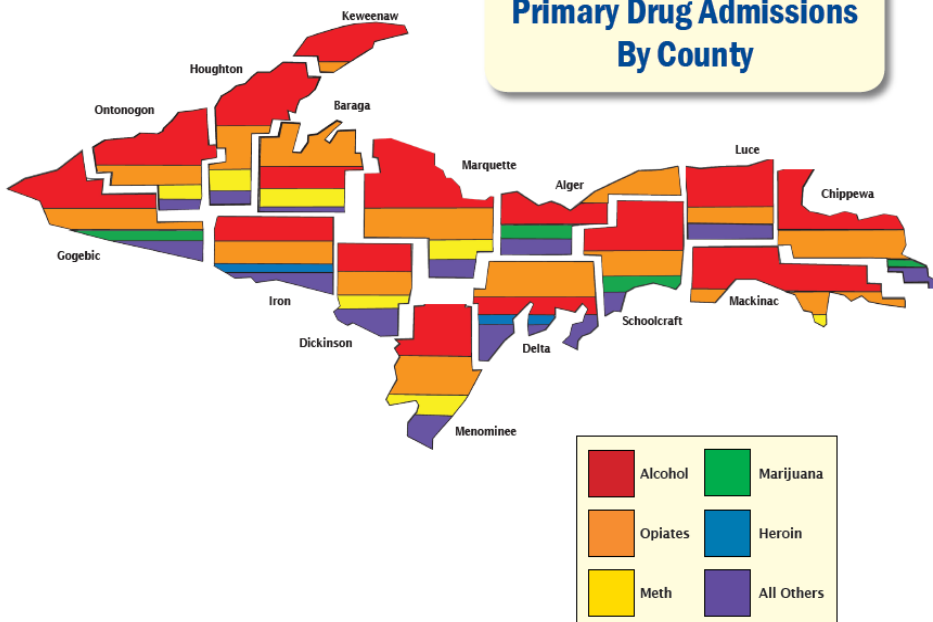 Primary Drug Admissions
By County
Keweenaw
Houghton
Ontonogon
Baraga
Marquette
Luce
Alger
Chippewa
Gogebic
Iron
Mackinac
Schoolcraft
Dickinson
Delta
Menominee
Alcohol
Marijuana
Opiates
Heroin
Meth
All Others